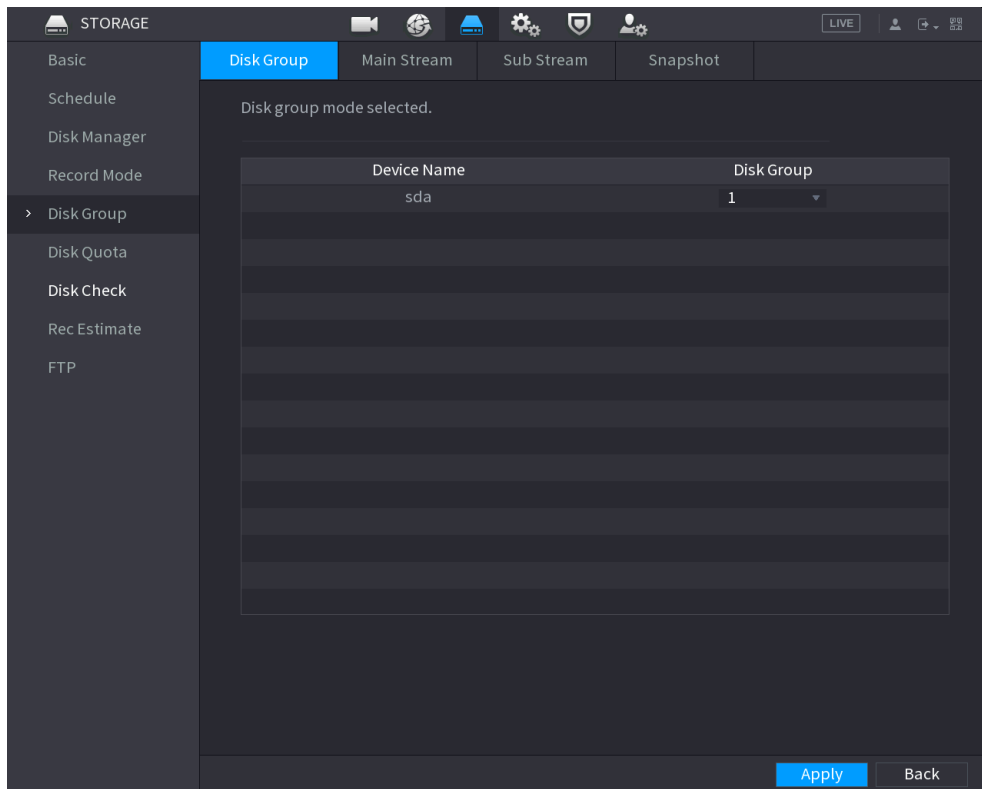 STORAGE
LIVE
Basic
Schedule
Disk Manager
Record Mode
Disk Group
Disk Quota
Disk Check
Rec Estimate
FTP
Disk Group Main Stream Sub Stream Snapshot
Disk group mode selected.
Device Name Disk Group
sda 1
Apply Back